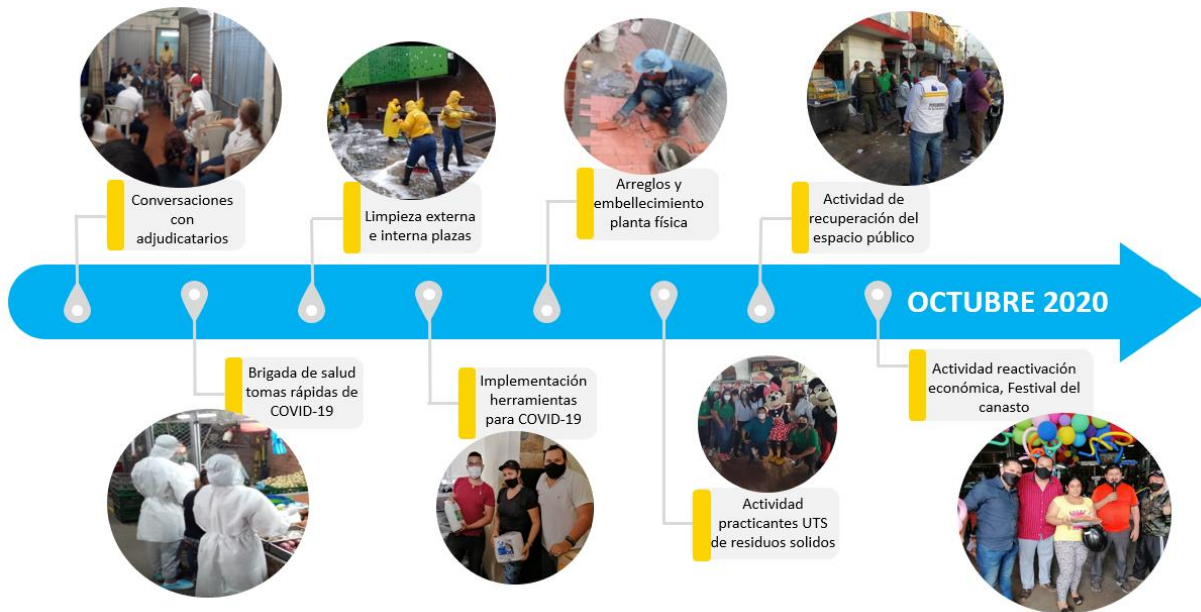 Conversaciones
con
adjudicatarios
Limpieza externa
e interna plazas
Arreglos y
embellecimiento
planta física
Actividad de
recuperación del
espacio público
OCTUBRE 2020
Brigada de salud
tomas rápidas de
COVID-19
Implementación
herramientas
para COVID-19
Actividad
practicantes UTS
de residuos solidos
Actividad reactivación
económica, Festival del
canasto